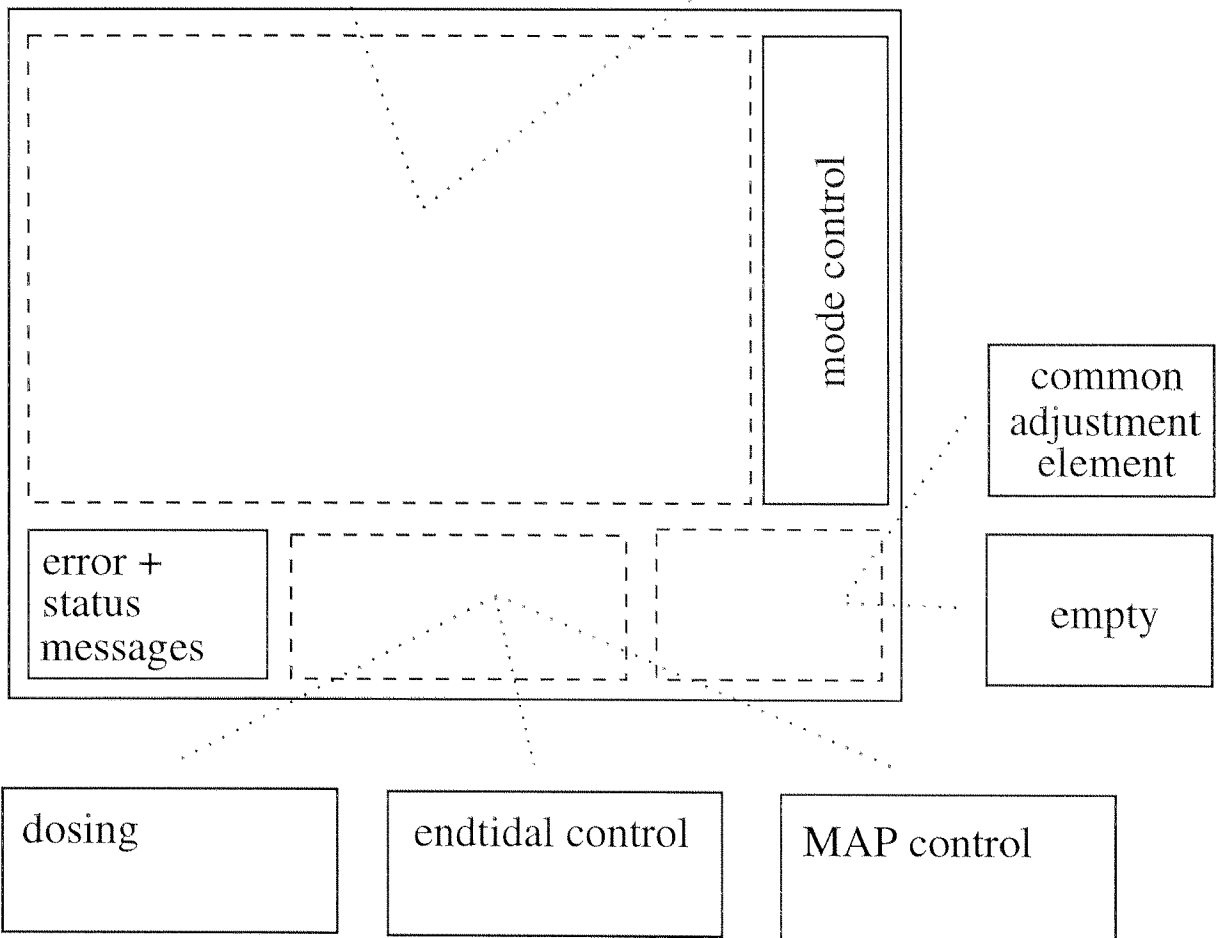 mode control
common
adjustment
element
error +
status
messages
empty
dosing
endtidal control
MAP control